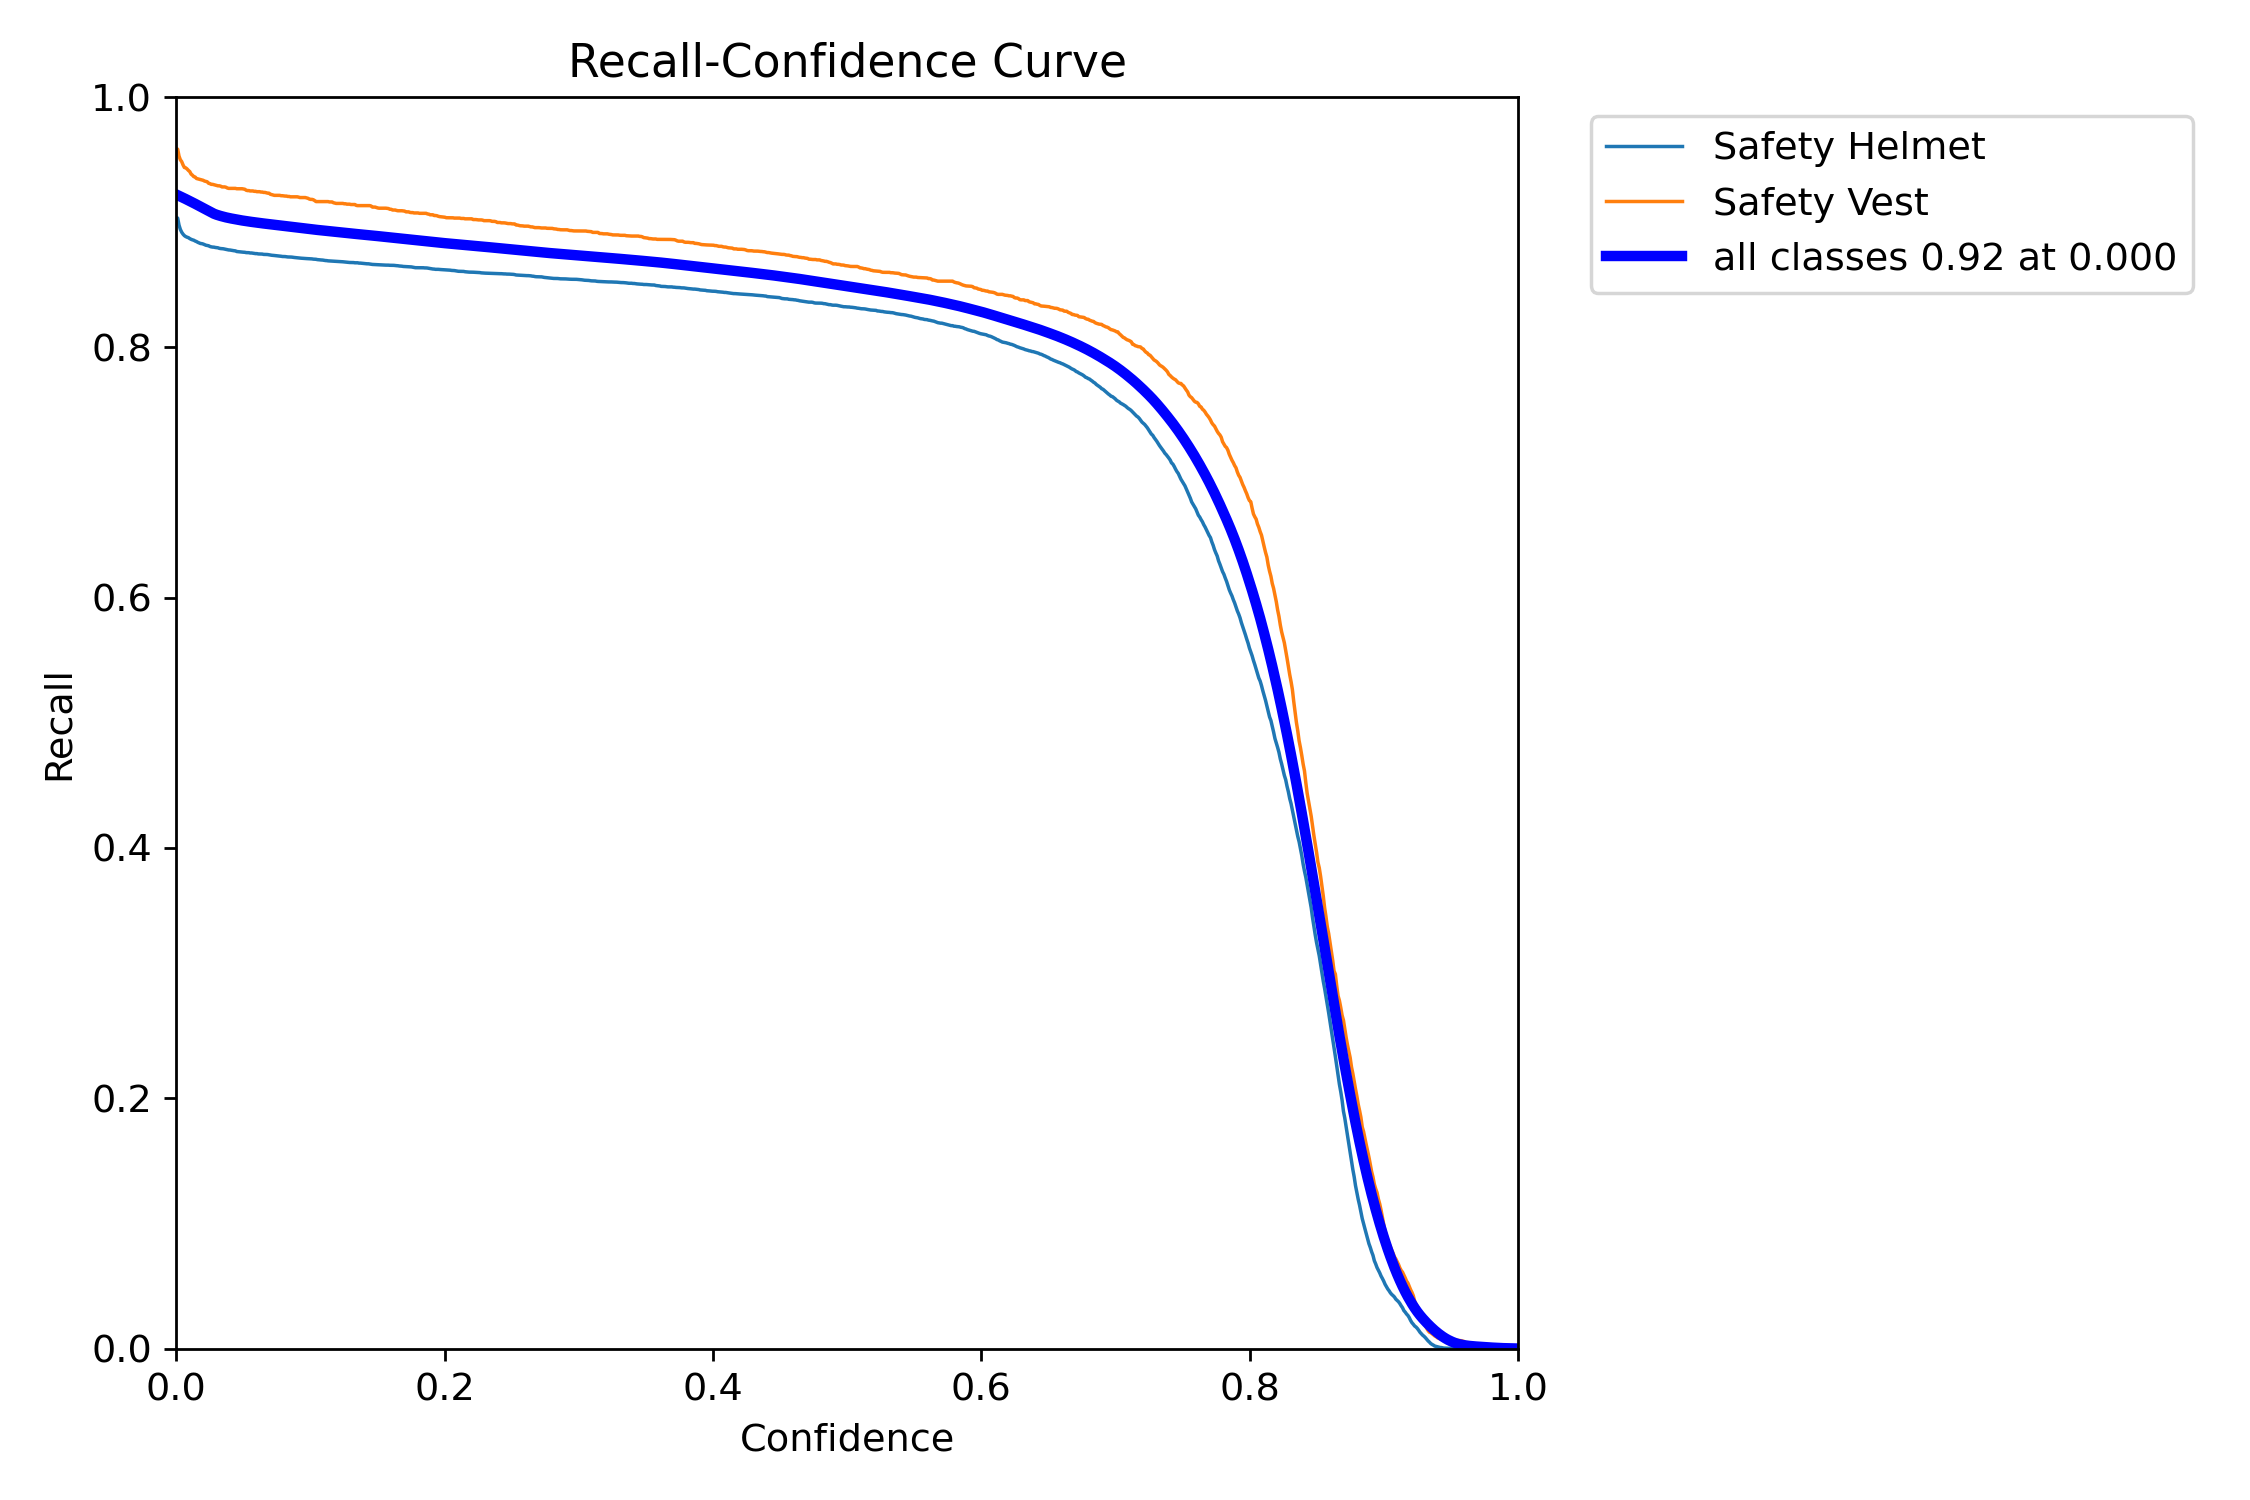 Recall-Confidence Curve
1.0
0.8
0.6
0.4
0.2
0.0
Recall
0.0 0.2 0.4 0.6 0.8 1.0
Confidence
Safety Helmet
Safety Vest
all classes 0.92 at 0.000